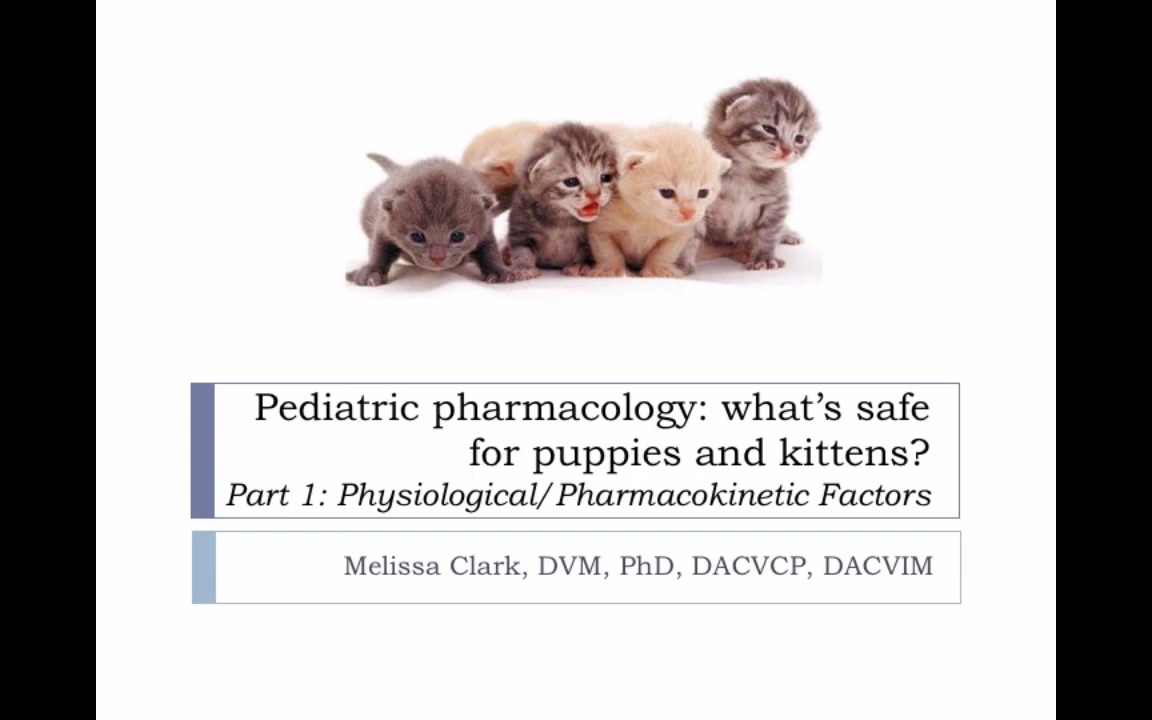 Pediatric pharmacology: what’s safe
for puppies and kittens?
Part 1: Physiological/Pharmacokinetic Factors
Melissa Clark, DVM, PhD, DACVCP, DACVIM